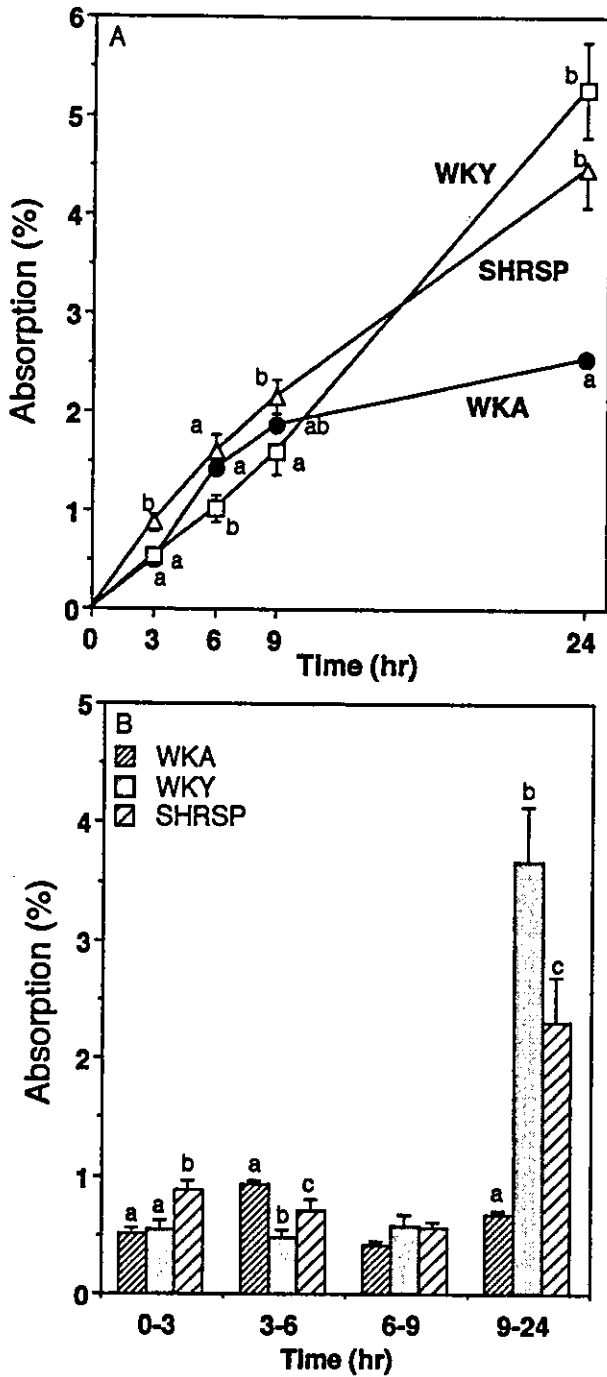 A
Absorption (%)
6
5
4
3
2
1
0
b
b
WKY
SHRSP
WKA
a
b
a
ab
a
a
b
b
a
a
0 3 6 9 24
Time (hr)
B
WKA
WKY
SHRSP
Absorption (%)
5
4
3
2
1
0
a a b
a b c
a b c
0-3 3-6 6-9 9-24
Time (hr)